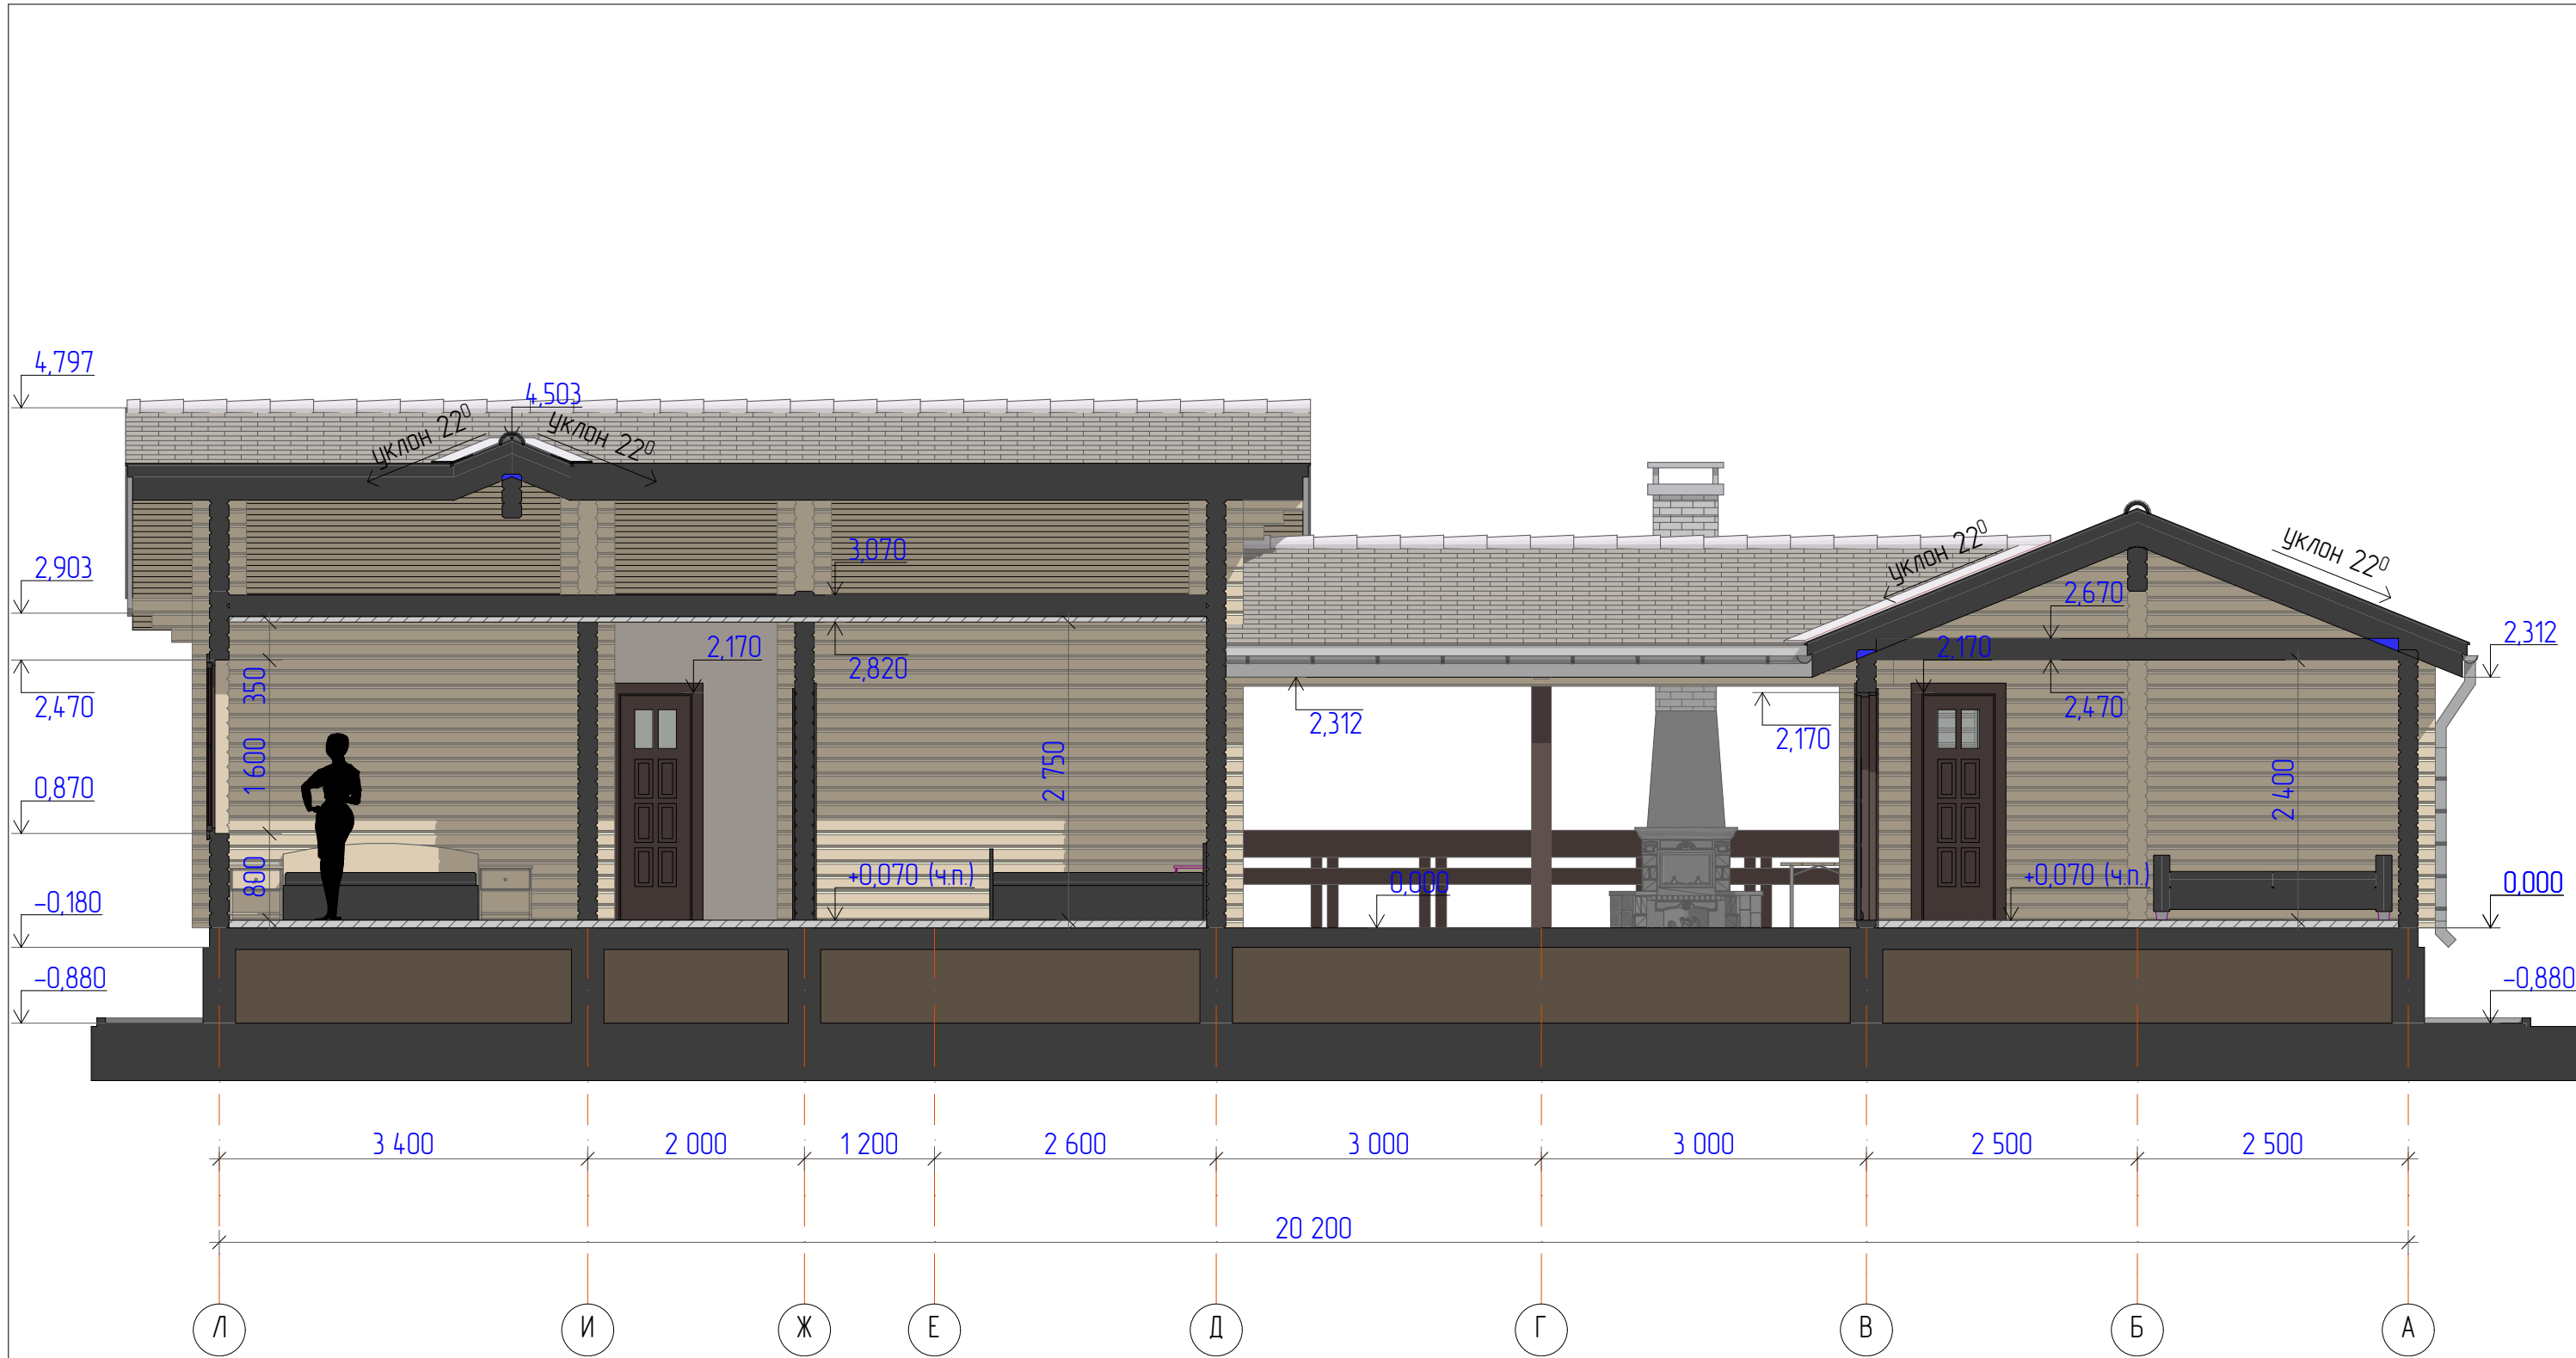 4,797
4,503
уклон 22⁰
уклон 22⁰
3,070
2,903
уклон 22⁰
уклон 22⁰
2,670
2,312
2,170
2,170
2,820
350
2,470
2,470
2,312
2,170
1 600
2 750
0,870
2 400
800
+0,070 (ч.п.)
0,000
+0,070 (ч.п.)
0,000
-0,180
-0,880
-0,880
3 400
2 000
1 200
2 600
3 000
3 000
2 500
2 500
20 200
Л
И
Ж
Е
Д
Г
В
Б
А